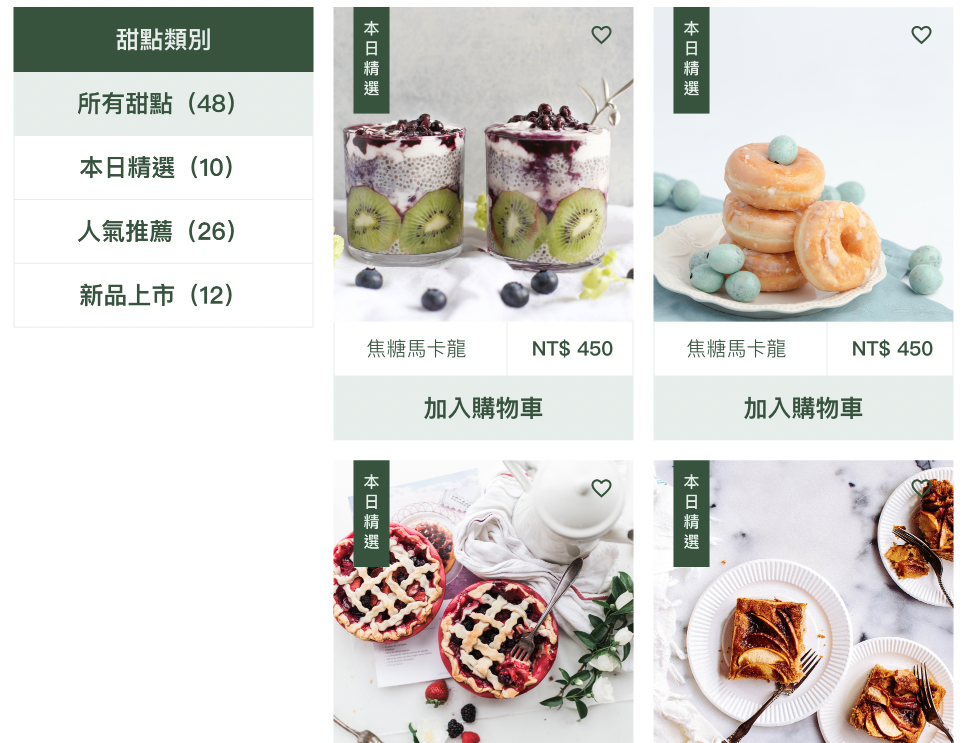 甜點類別
所有甜點（48）
本日精選（10）
人氣推薦（26）
新品上市（12）
本日精選
本日精選
焦糖馬卡龍
NT$ 450
焦糖馬卡龍
NT$ 450
加入購物車
加入購物車
本日精選
本日精選